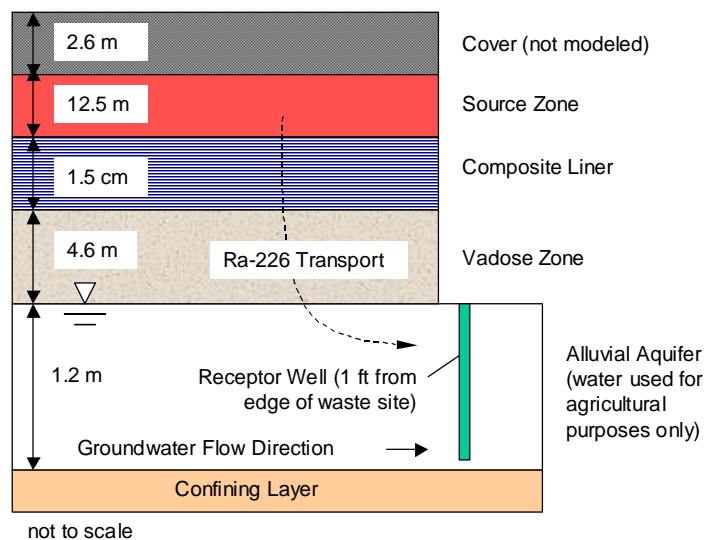 2.6 m
Cover (not modeled)
12.5 m
Source Zone
1.5 cm
Composite Liner
4.6 m
Ra-226 Transport
Vadose Zone
1.2 m
Receptor Well (1 ft from
edge of waste site)
Alluvial Aquifer
(water used for
agricultural
purposes only)
Groundwater Flow Direction
Confining Layer
not to scale